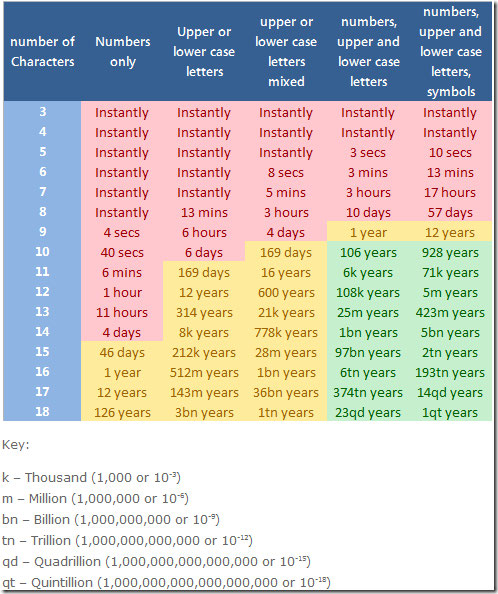 number of Characters Numbers only Upper or lower case letters upper or lower case letters mixed numbers, upper and lower case letters numbers, upper and lower case letters, symbols
3 Instantly Instantly Instantly Instantly Instantly
4 Instantly Instantly Instantly Instantly Instantly
5 Instantly Instantly Instantly 3 secs 10 secs
6 Instantly Instantly 8 secs 3 mins 13 mins
7 Instantly Instantly 5 mins 3 hours 17 hours
8 Instantly 13 mins 3 hours 10 days 57 days
9 4 secs 6 hours 4 days 1 year 12 years
10 40 secs 6 days 169 days 106 years 928 years
11 6 mins 169 days 16 years 6k years 71k years
12 1 hour 12 years 600 years 108k years 5m years
13 11 hours 314 years 21k years 25m years 423m years
14 4 days 8k years 778k years 1bn years 5bn years
15 46 days 212k years 28m years 97bn years 2tn years
16 1 year 512m years 1bn years 6tn years 193tn years
17 12 years 143m years 36bn years 374tn years 14qd years
18 126 years 3bn years 1tn years 23qd years 1qt years
Key:
k – Thousand (1,000 or 10⁻³)
m – Million (1,000,000 or 10⁻⁶)
bn – Billion (1,000,000,000 or 10⁻⁹)
tn – Trillion (1,000,000,000,000 or 10⁻¹²)
qd – Quadrillion (1,000,000,000,000,000 or 10⁻¹⁵)
qt – Quintillion (1,000,000,000,000,000,000 or 10⁻¹⁸)